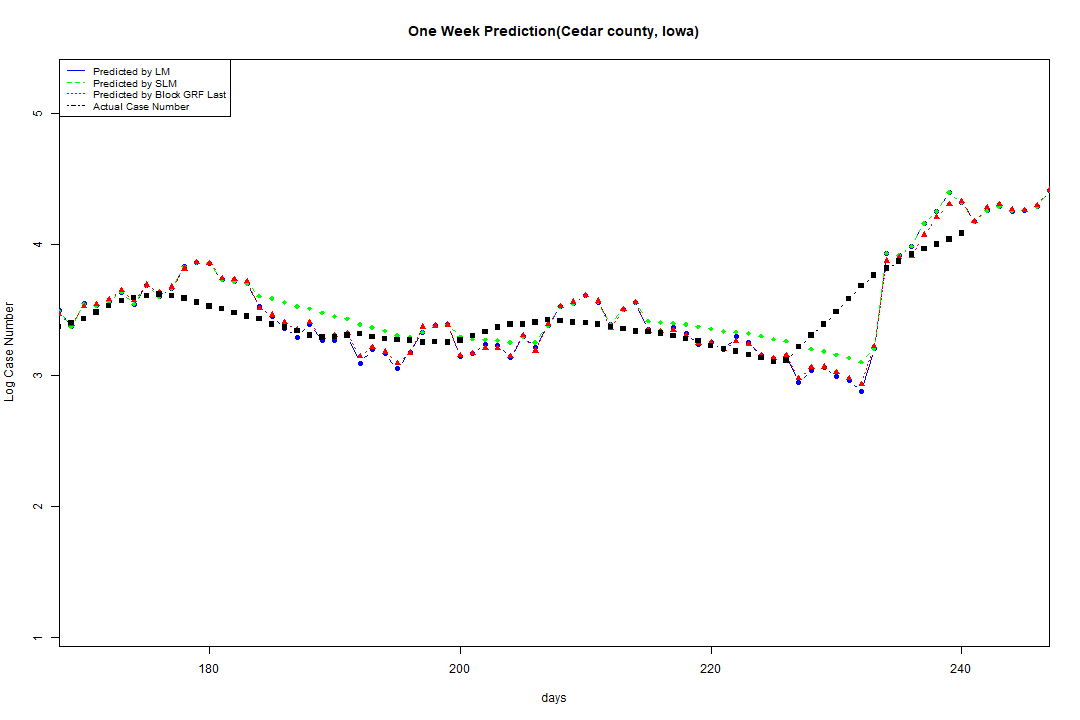 One Week Prediction(Cedar county, Iowa)
Predicted by LM
Predicted by SLM
Predicted by Block GRF Last
Actual Case Number
5
4
3
2
1
Log Case Number
180 200 220 240
days